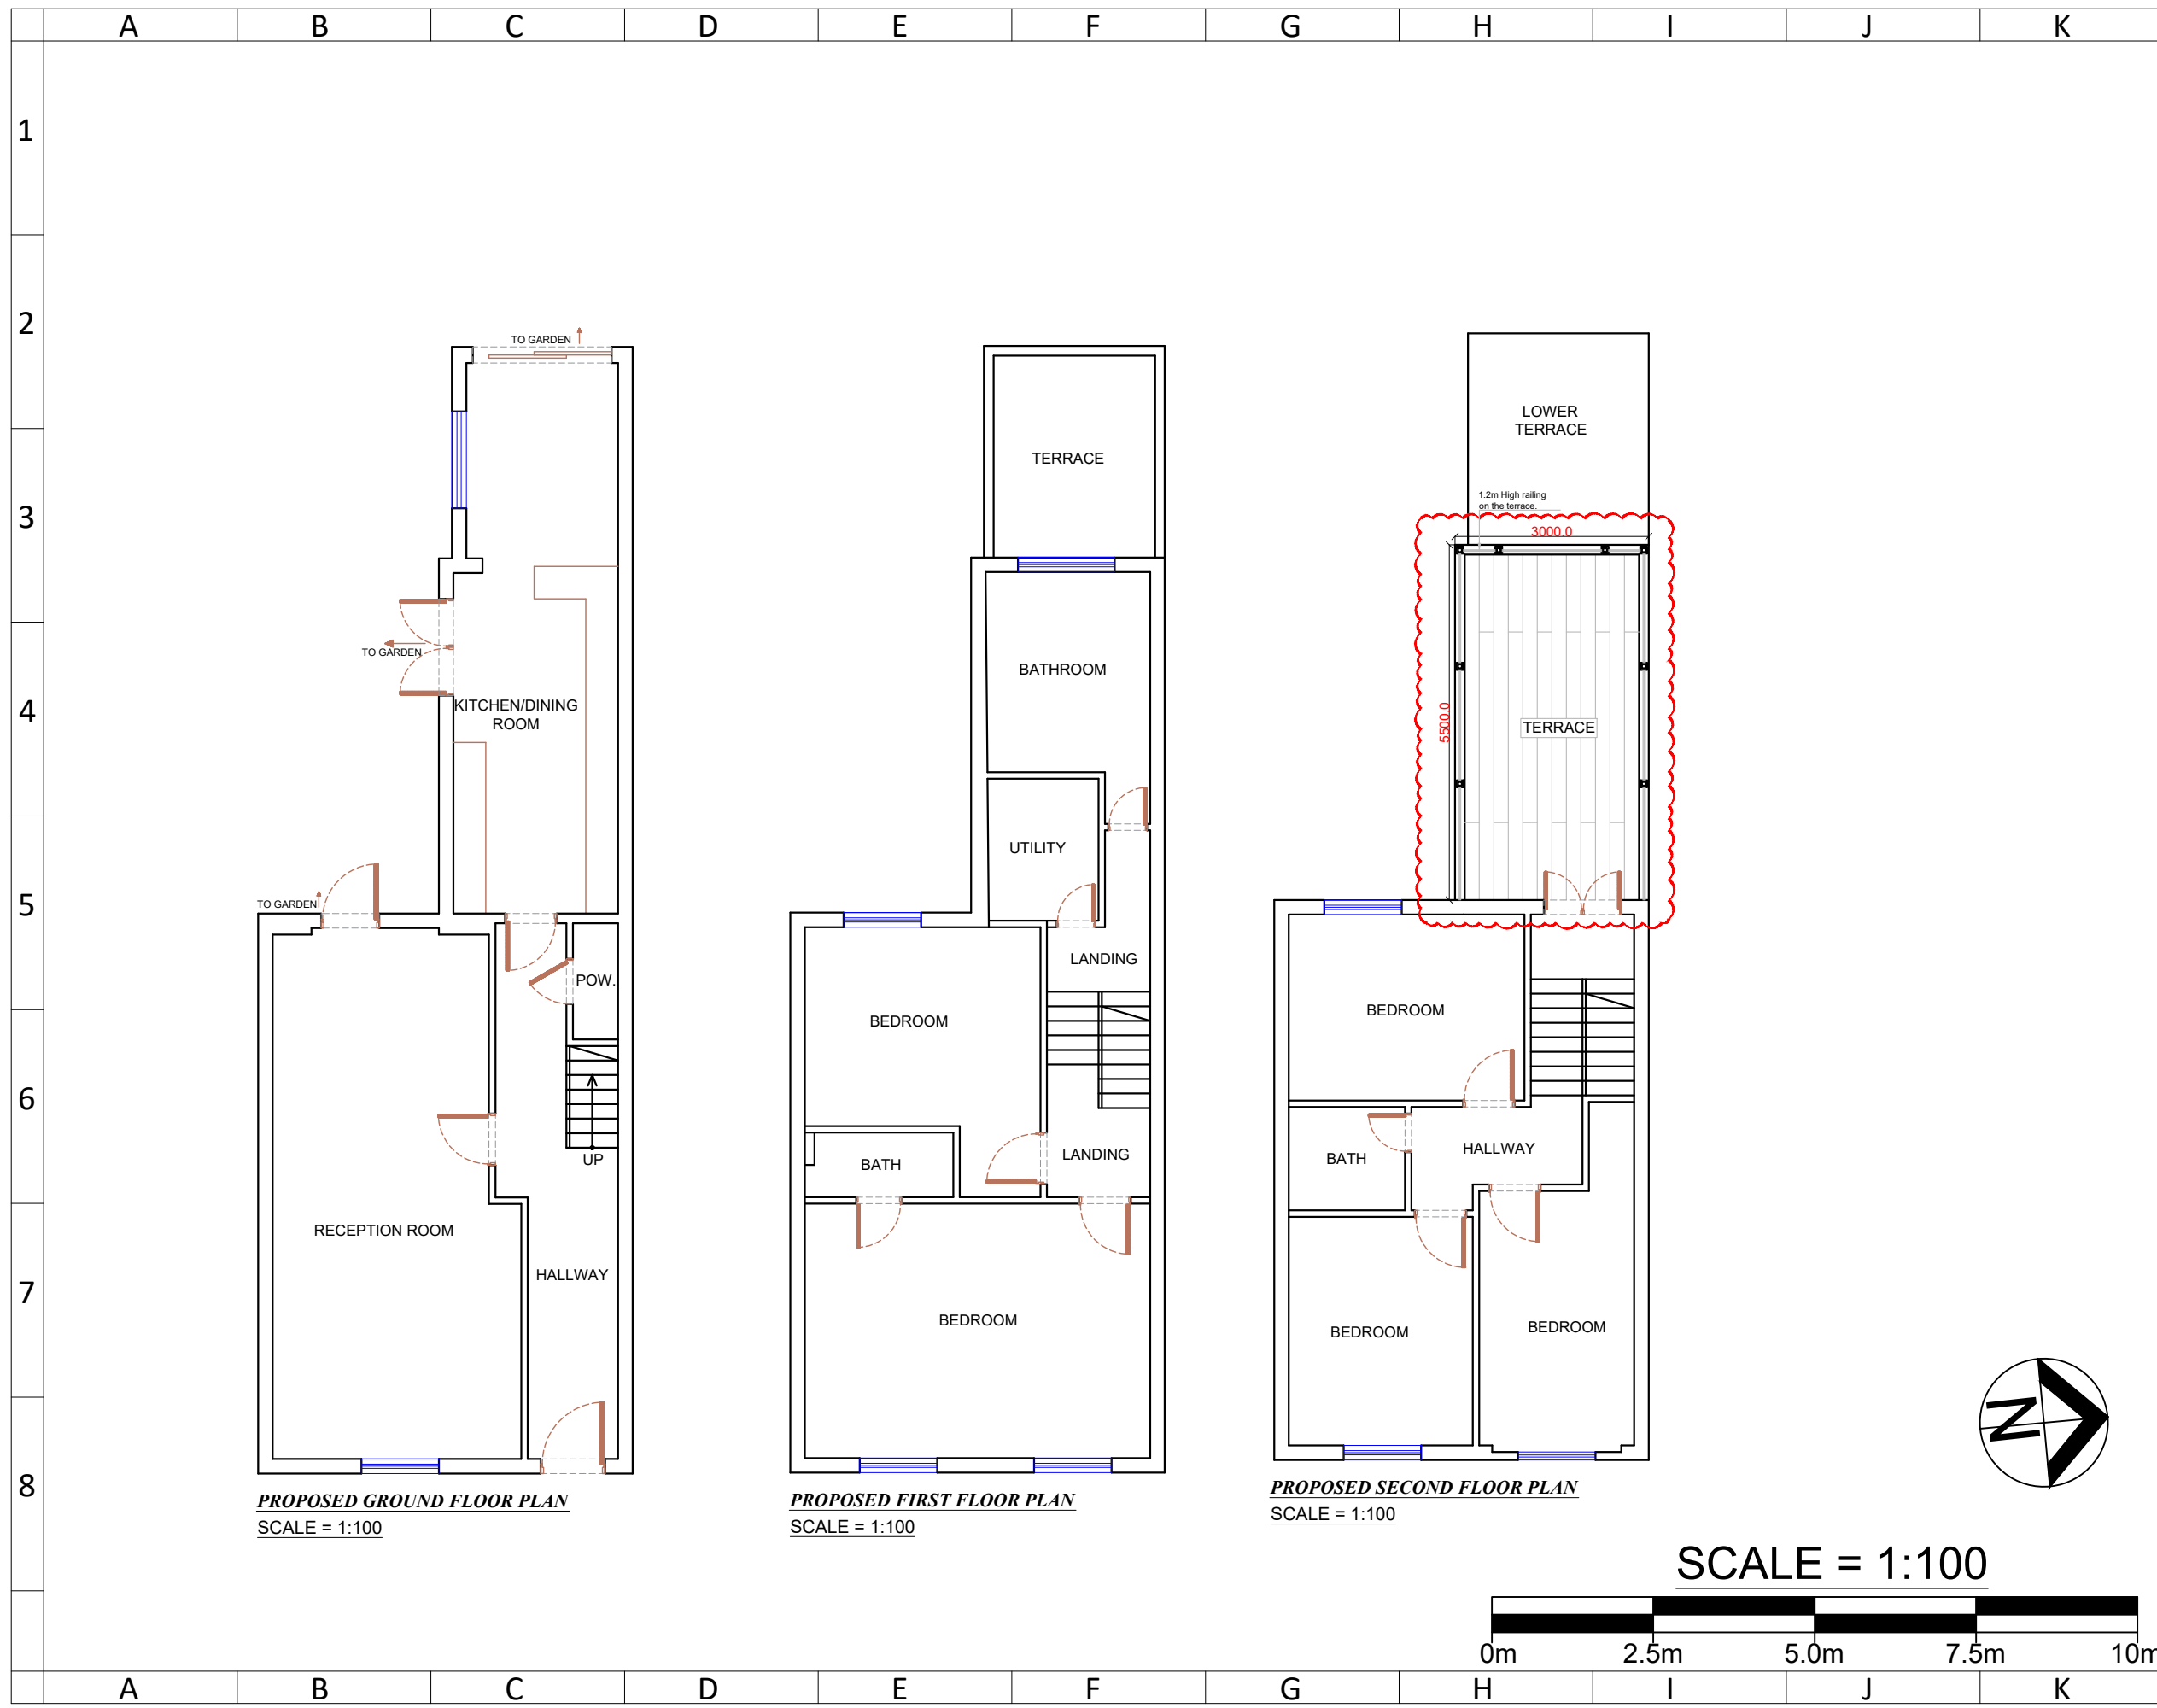 A B C D E F G H I J K
1
2
3
4
5
6
7
8
TO GARDEN
TO GARDEN
KITCHEN/DINING
ROOM
TO GARDEN
POW.
UP
RECEPTION ROOM
HALLWAY
PROPOSED GROUND FLOOR PLAN
SCALE = 1:100
TERRACE
BATHROOM
UTILITY
LANDING
BEDROOM
LANDING
BATH
BEDROOM
PROPOSED FIRST FLOOR PLAN
SCALE = 1:100
LOWER
TERRACE
1.2m High railing
on the terrace.
3000.0
5500.0
TERRACE
BEDROOM
HALLWAY
BATH
BEDROOM
BEDROOM
PROPOSED SECOND FLOOR PLAN
SCALE = 1:100
N
SCALE = 1:100
0m 2.5m 5.0m 7.5m 10m
A B C D E F G H I J K